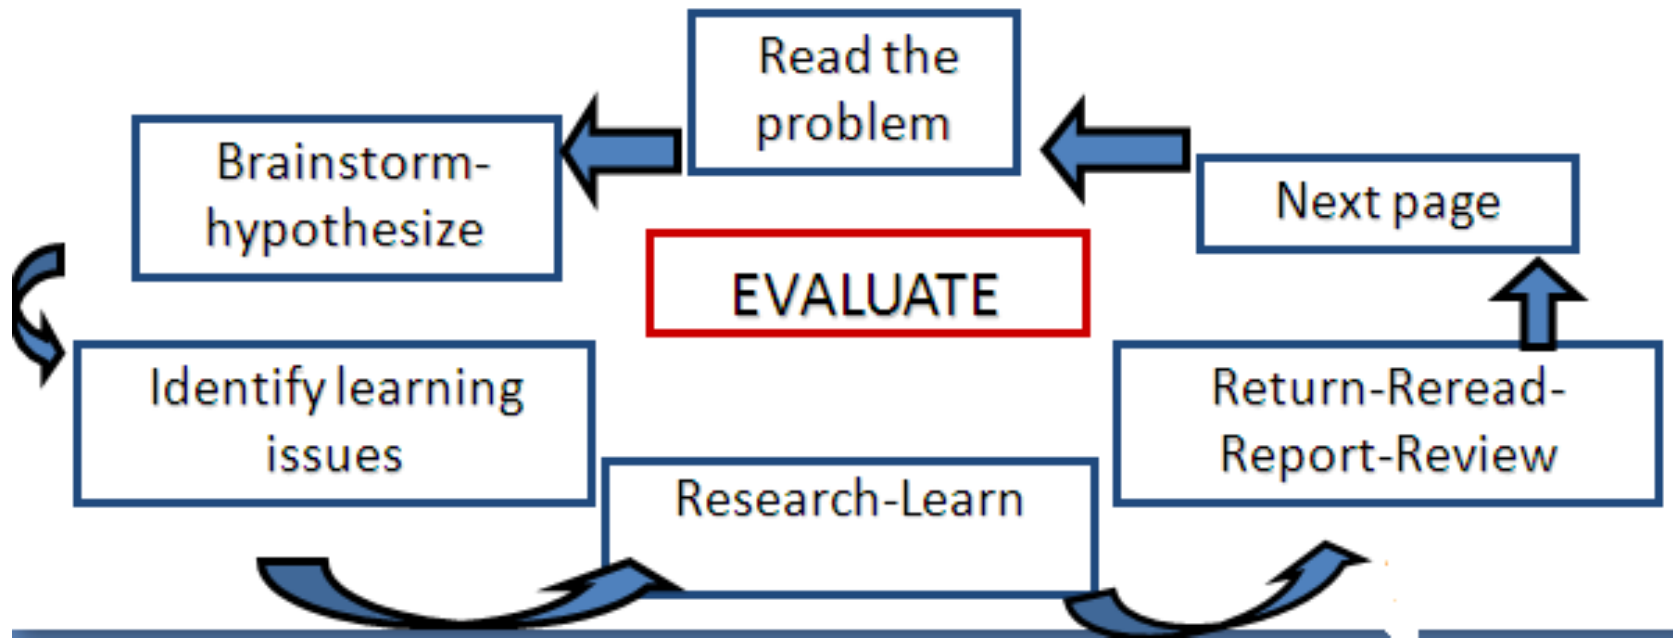 Read the
problem
Brainstorm-
hypothesize
Next page
EVALUATE
Identify learning
issues
Return-Reread-
Report-Review
Research-Learn